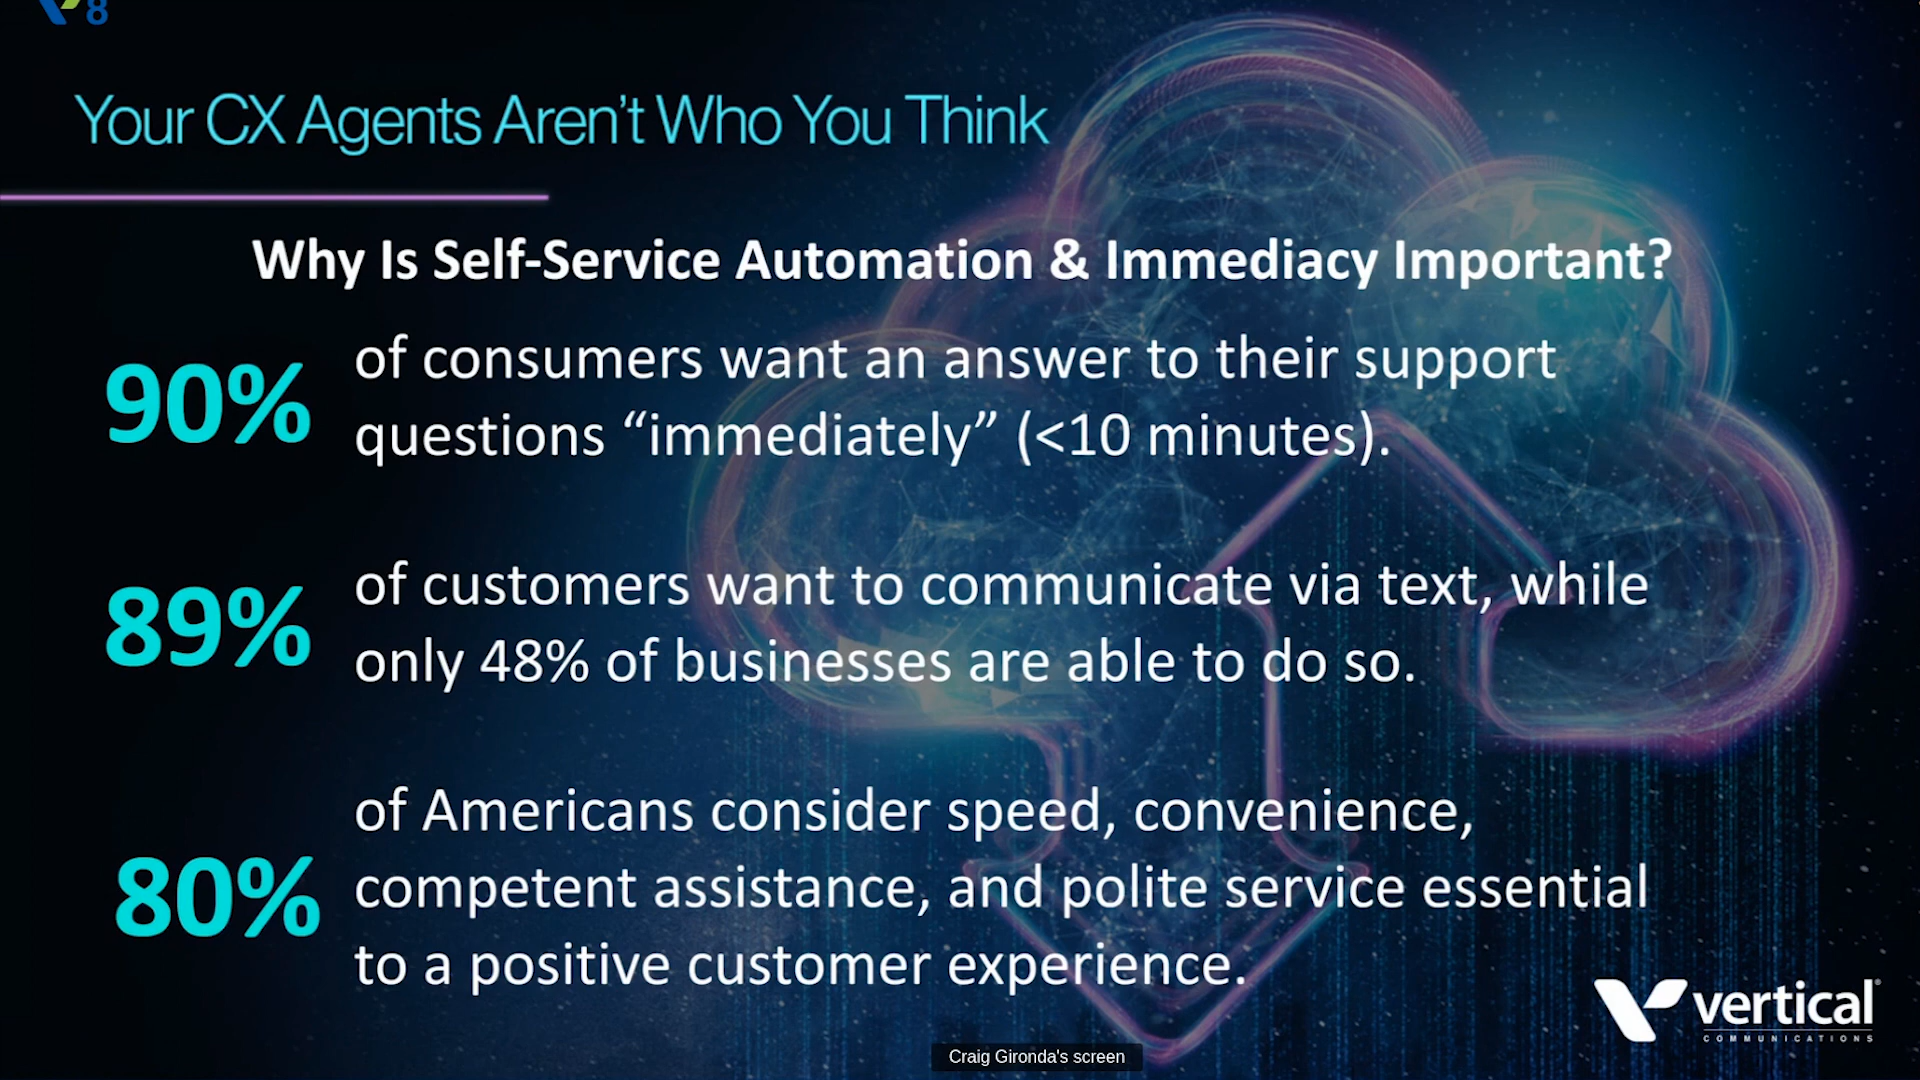 8
Your CX Agents Aren’t Who You Think
Why Is Self-Service Automation & Immediacy Important?
90%
of consumers want an answer to their support
questions “immediately” (<10 minutes).
89%
of customers want to communicate via text, while
only 48% of businesses are able to do so.
80%
of Americans consider speed, convenience,
competent assistance, and polite service essential
to a positive customer experience.
vertical®
COMMUNICATIONS
Craig Gironda's screen